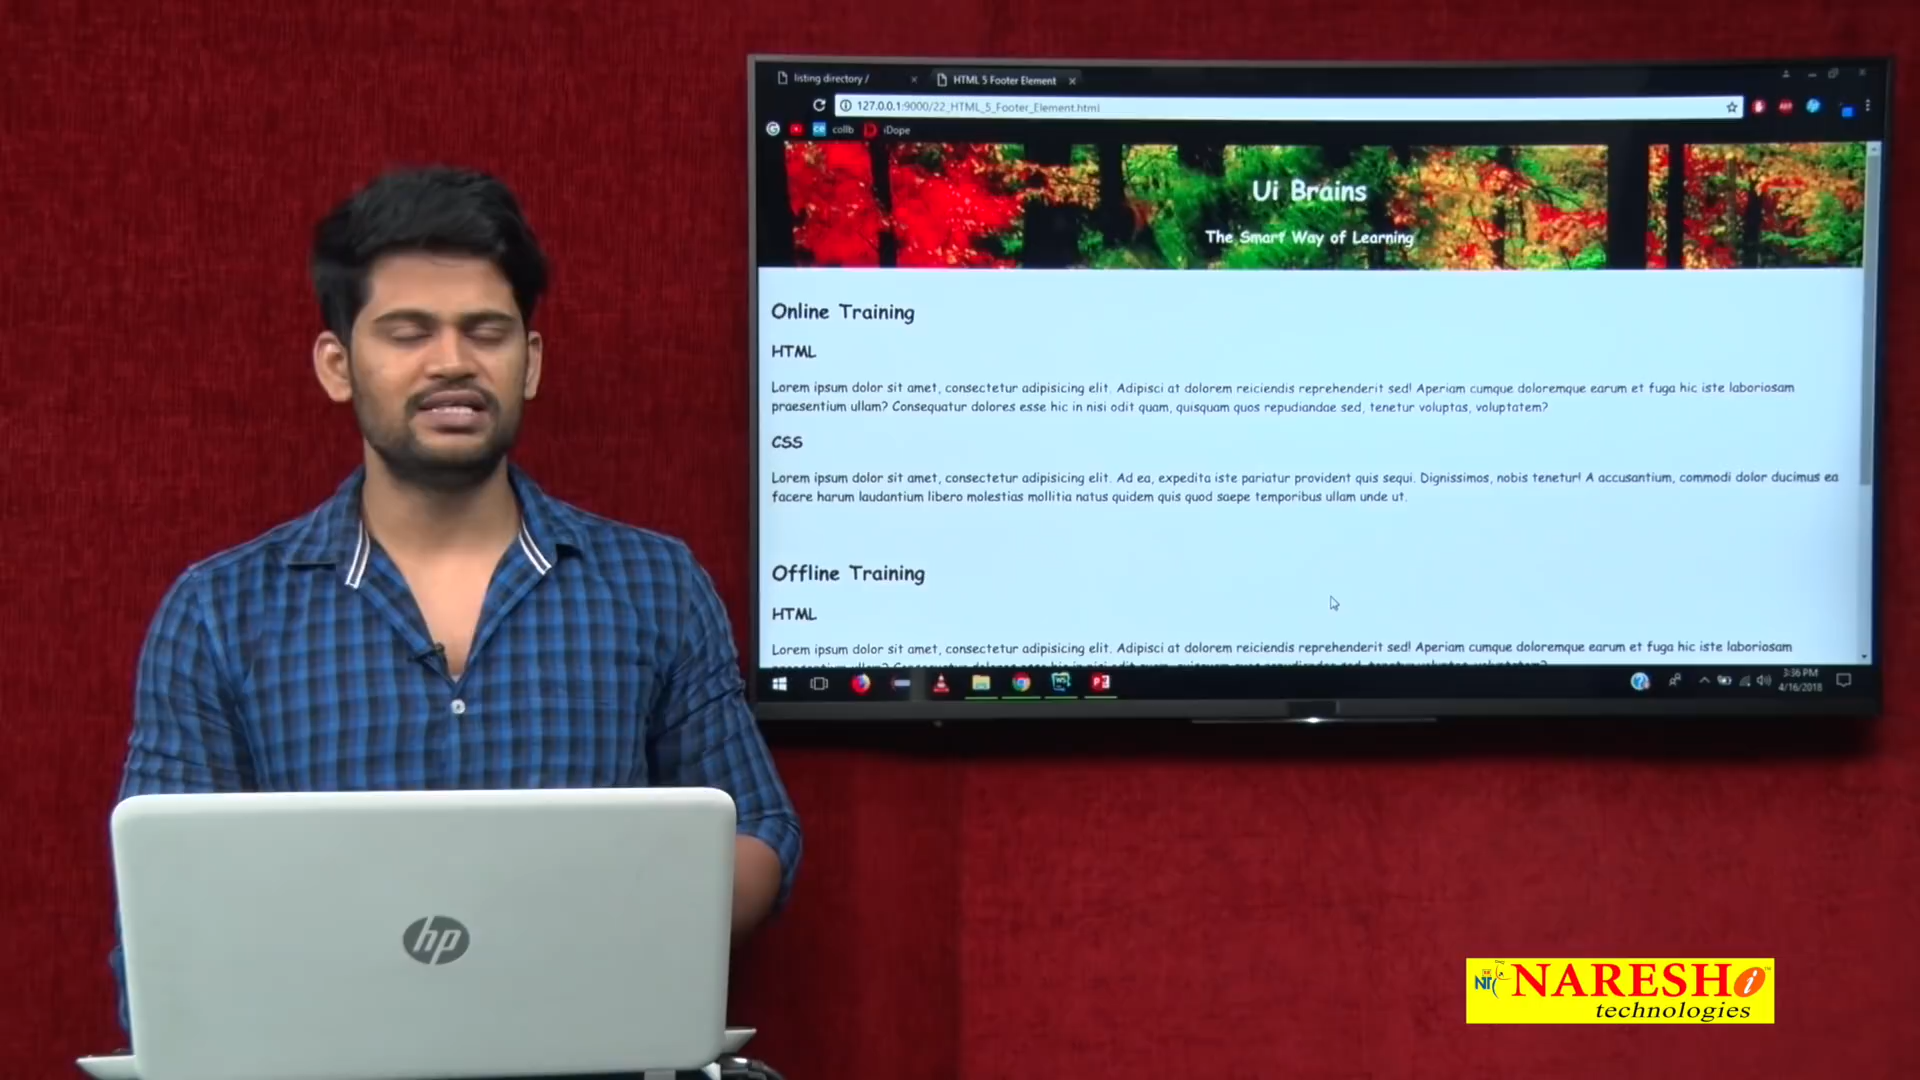 listing directory /
HTML 5 Footer Element
127.0.0.1:9000/22_HTML_5_Footer_Element.html
collb
iDope
Ui Brains
The Smart Way of Learning
Online Training
HTML
Lorem ipsum dolor sit amet, consectetur adipisicing elit. Adipisci at dolorem reiciendis reprehenderit sed! Aperiam cumque doloremque earum et fuga hic iste laboriosam
praesentium ullam? Consequatur dolores esse hic in nisi odit quam, quisquam quos repudiandae sed, tenetur voluptas, voluptatem?
CSS
Lorem ipsum dolor sit amet, consectetur adipisicing elit. Ad ea, expedita iste pariatur provident quis sequi. Dignissimos, nobis tenetur! A accusantium, commodi dolor ducimus ea
facere harum laudantium libero molestias mollitia natus quidem quis quod saepe temporibus ullam unde ut.
Offline Training
HTML
Lorem ipsum dolor sit amet, consectetur adipisicing elit. Adipisci at dolorem reiciendis reprehenderit sed! Aperiam cumque doloremque earum et fuga hic iste laboriosam
3:36 PM
4/16/2018
hp
NARESH i
technologies